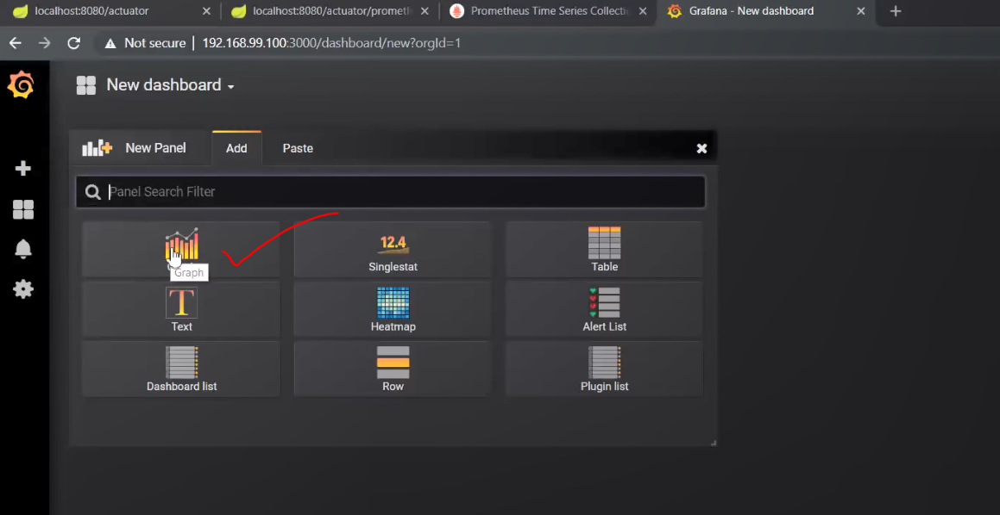 localhost:8080/actuator
localhost:8080/actuator/prometh
Prometheus Time Series Collecti
Grafana - New dashboard
Not secure
192.168.99.100:3000/dashboard/new?orgId=1
New dashboard
New Panel
Add
Paste
Panel Search Filter
Graph
12.4
Singlestat
Table
T
Text
Heatmap
Alert List
Dashboard list
Row
Plugin list